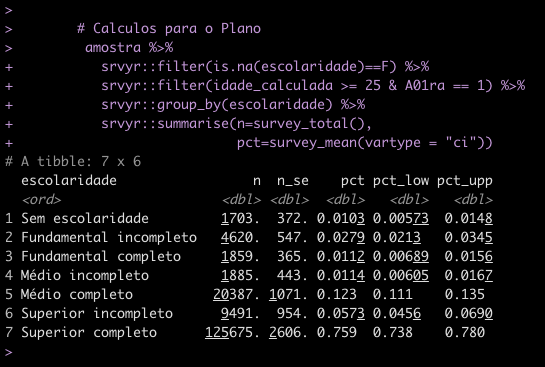 >
>        # Calculos para o Plano
>         amostra %>%
+           srvyr::filter(is.na(escolaridade)==F) %>%
+           srvyr::filter(idade_calculada >= 25 & A01ra == 1) %>%
+           srvyr::group_by(escolaridade) %>%
+           srvyr::summarise(n=survey_total(),
+                            pct=survey_mean(vartype = "ci"))
# A tibble: 7 x 6
  escolaridade                 n  n_se    pct pct_low pct_upp
  <ord>                    <dbl> <dbl>  <dbl>   <dbl>   <dbl>
1 Sem escolaridade         1703.  372. 0.0103 0.00573  0.0148
2 Fundamental incompleto   4620.  547. 0.0279 0.0213   0.0345
3 Fundamental completo     1859.  365. 0.0112 0.00689  0.0156
4 Médio incompleto         1885.  443. 0.0114 0.00605  0.0167
5 Médio completo          20387. 1071. 0.123  0.111    0.135
6 Superior incompleto      9491.  954. 0.0573 0.0456   0.0690
7 Superior completo      125675. 2606. 0.759  0.738    0.780
>